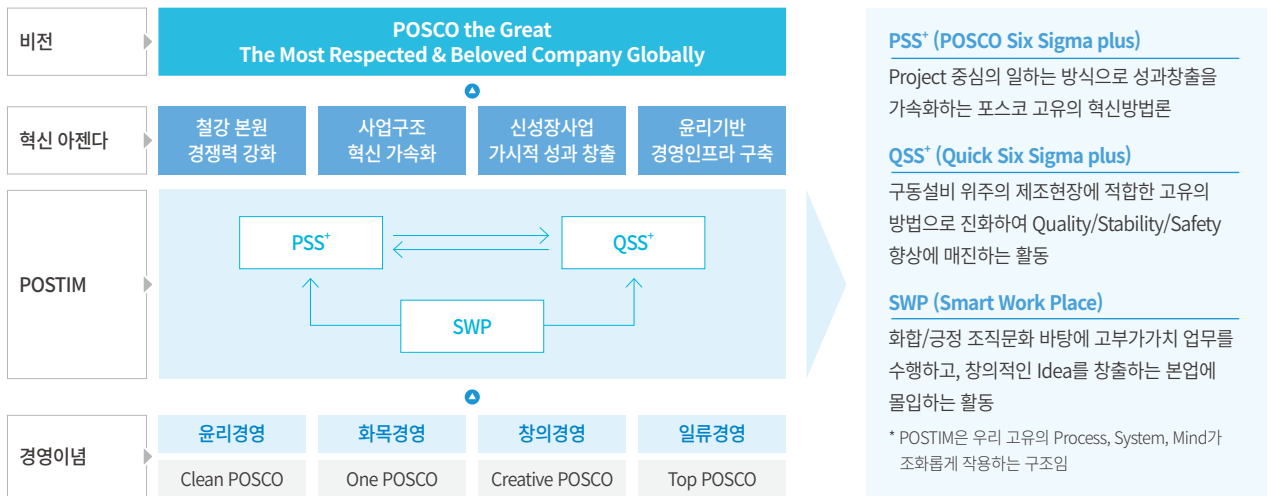 비전
POSCO the Great
The Most Respected & Beloved Company Globally
혁신 아젠다
철강 본원
경쟁력 강화
사업구조
혁신 가속화
신성장사업
가시적 성과 창출
윤리기반
경영인프라 구축
POSTIM
PSS⁺
QSS⁺
SWP
경영이념
윤리경영
화목경영
창의경영
일류경영
Clean POSCO
One POSCO
Creative POSCO
Top POSCO
PSS⁺ (POSCO Six Sigma plus)
Project 중심의 일하는 방식으로 성과창출을
가속화하는 포스코 고유의 혁신방법론
QSS⁺ (Quick Six Sigma plus)
구동설비 위주의 제조현장에 적합한 고유의
방법으로 진화하여 Quality/Stability/Safety
향상에 매진하는 활동
SWP (Smart Work Place)
화합/긍정 조직문화 바탕에 고부가가치 업무를
수행하고, 창의적인 Idea를 창출하는 본업에
몰입하는 활동
* POSTIM은 우리 고유의 Process, System, Mind가
조화롭게 작용하는 구조임